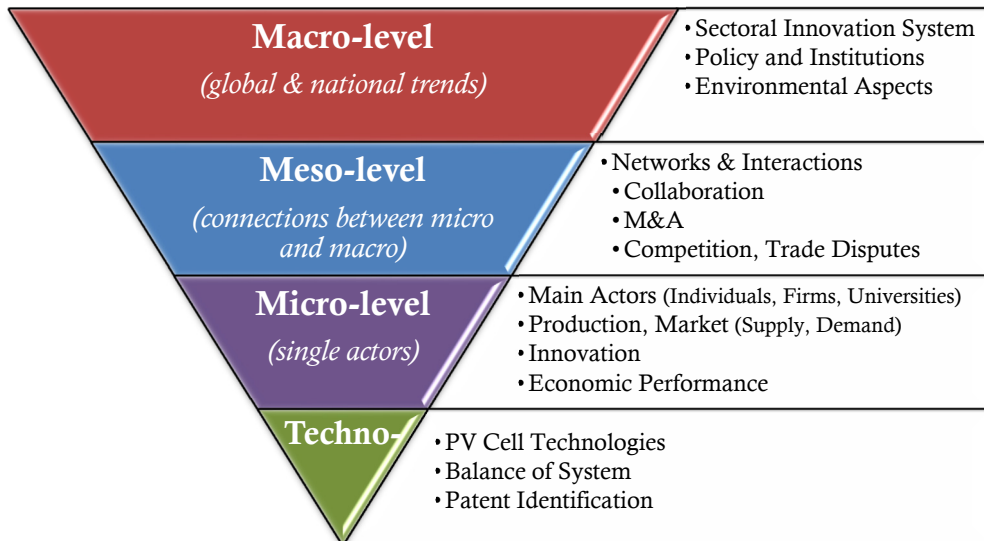 Macro-level
(global & national trends)
• Sectoral Innovation System
• Policy and Institutions
• Environmental Aspects
Meso-level
(connections between micro
and macro)
• Networks & Interactions
• Collaboration
• M&A
• Competition, Trade Disputes
Micro-level
(single actors)
• Main Actors (Individuals, Firms, Universities)
• Production, Market (Supply, Demand)
• Innovation
• Economic Performance
Techno-
• PV Cell Technologies
• Balance of System
• Patent Identification